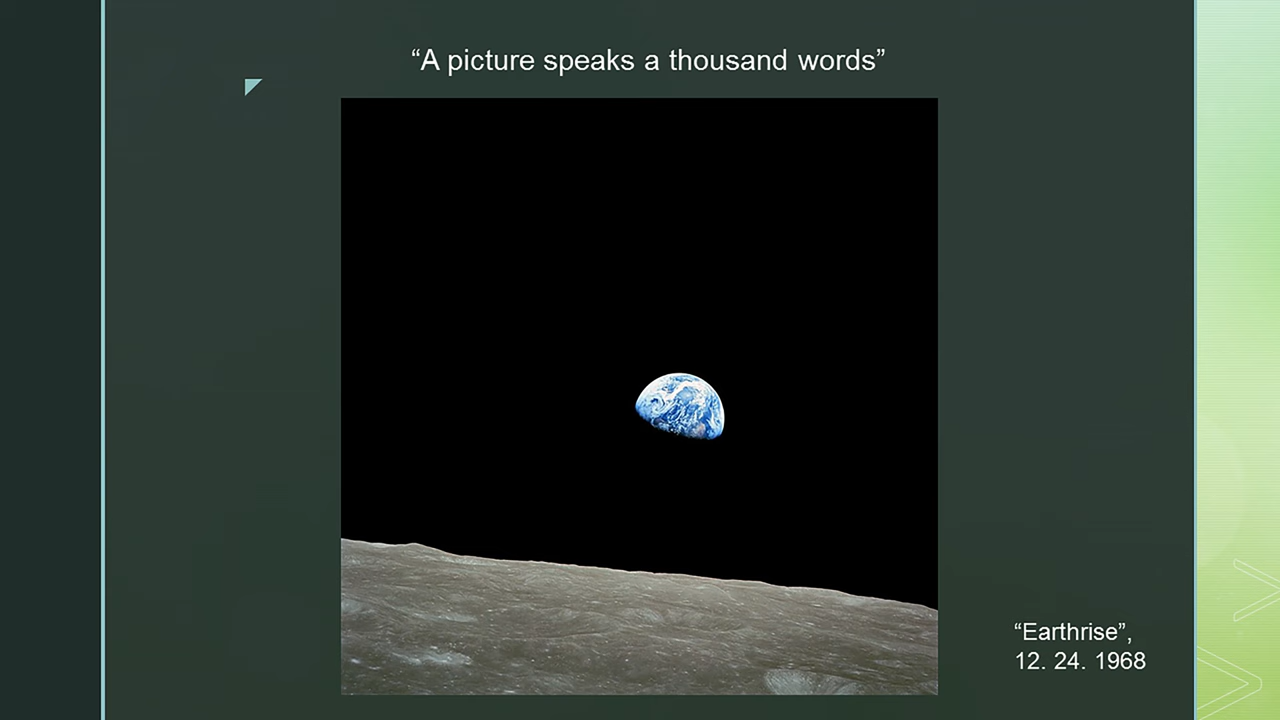 “A picture speaks a thousand words”
“Earthrise”,
12. 24. 1968